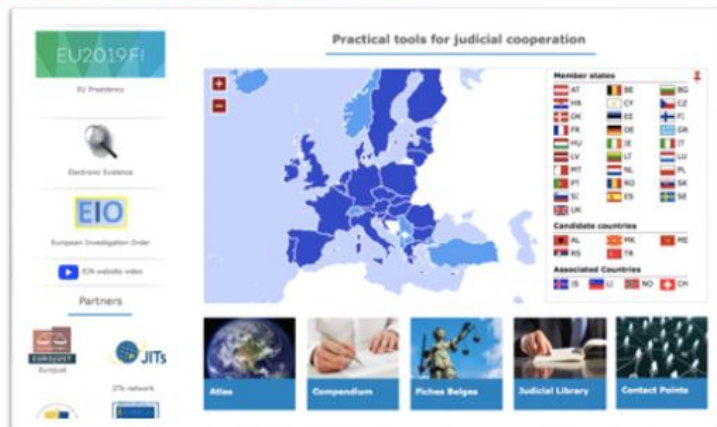 EU2019FI
EU Presidency
Electronic Evidence
EIO
European Investigation Order
EJN website video
Partners
EUROJUST
Eurojust
JITs
JITs network
Practical tools for judicial cooperation
Member states
AT BE BG
HR CY CZ
DK EE FI
FR DE GR
HU IE IT
LV LT LU
MT NL PL
PT RO SK
SI ES SE
UK
Candidate countries
AL MK ME
RS TR
Associated Countries
IS LI NO CH
Atlas
Compendium
Fiches Belges
Judicial Library
Contact Points